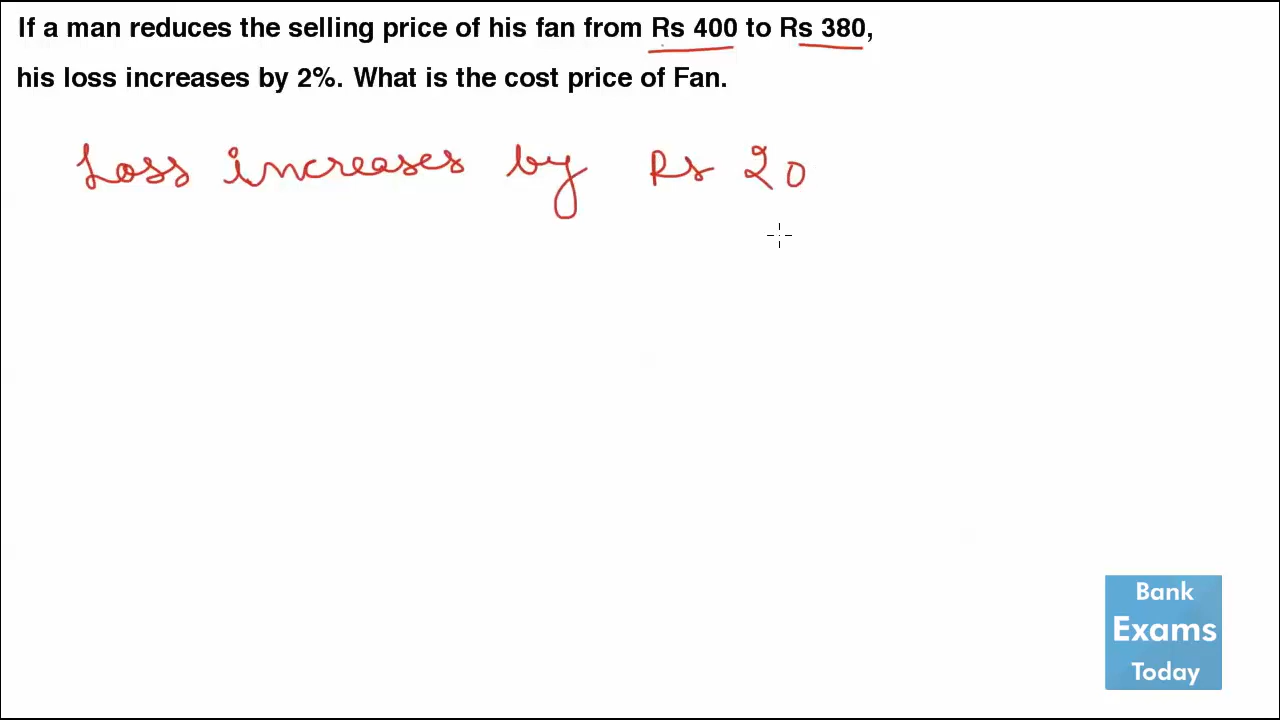 If a man reduces the selling price of his fan from Rs 400 to Rs 380,
his loss increases by 2%. What is the cost price of Fan.
Loss increases by Rs 20
Bank
Exams
Today